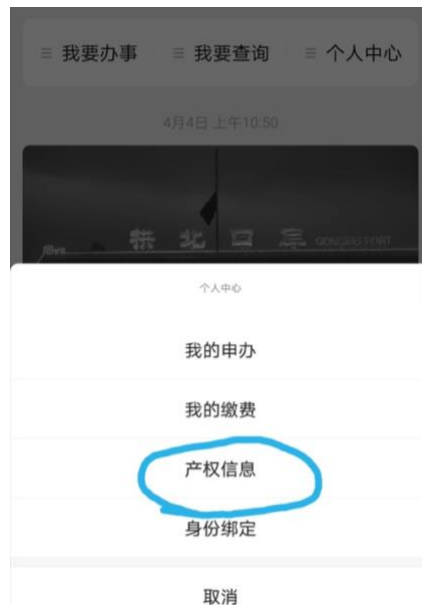 我要办事 我要查询 个人中心
4月4日 上午10:50
拱北口岸 GONGBEI PORT
个人中心
我的申办
我的缴费
产权信息
身份绑定
取消